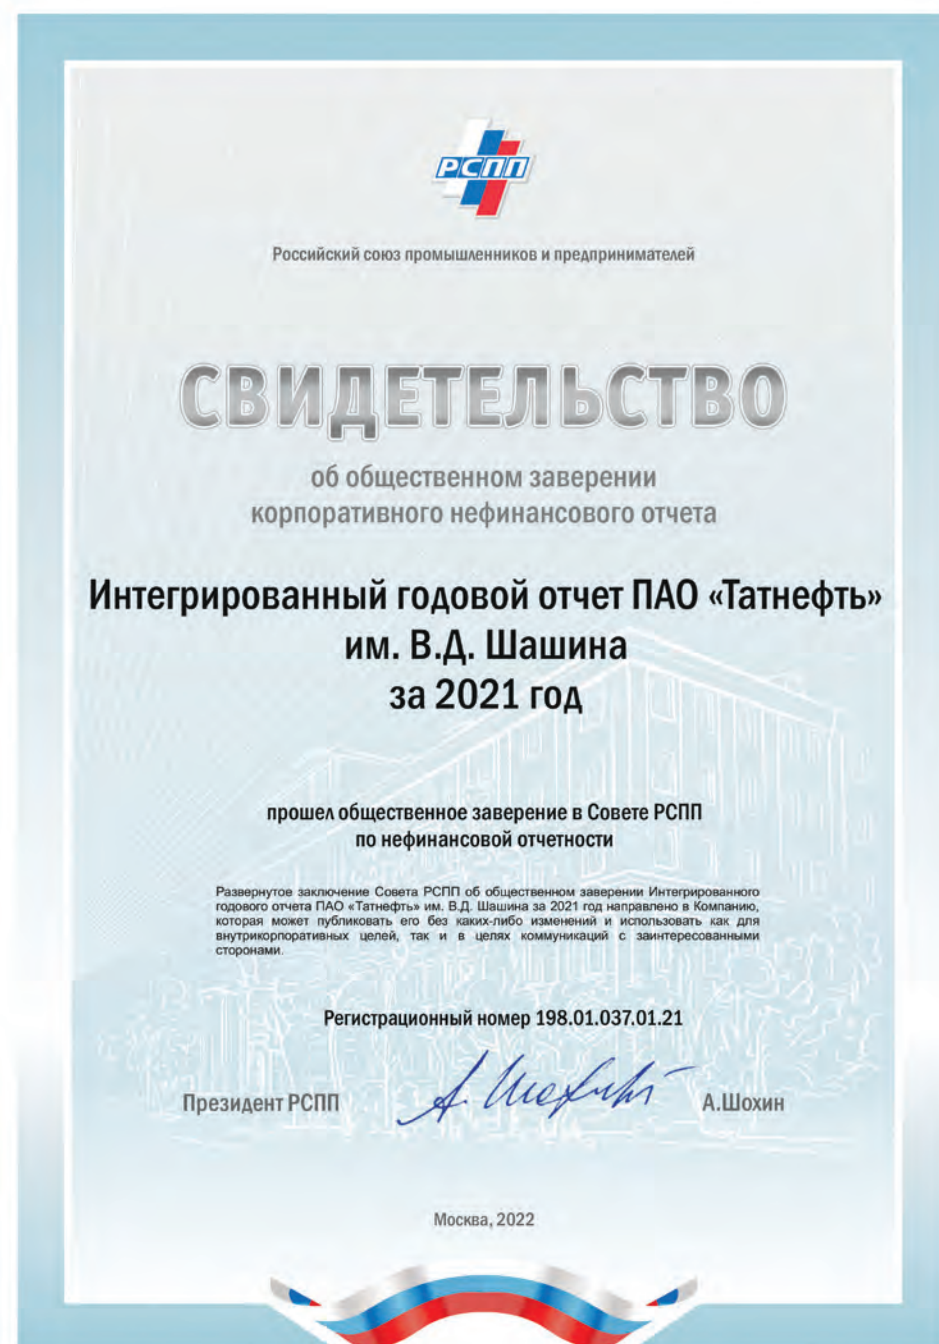 РСПП
Российский союз промышленников и предпринимателей
СВИДЕТЕЛЬСТВО
об общественном заверении
корпоративного нефинансового отчета
Интегрированный годовой отчет ПАО «Татнефть»
им. В.Д. Шашина
за 2021 год
прошел общественное заверение в Совете РСПП
по нефинансовой отчетности
Развернутое заключение Совета РСПП об общественном заверении Интегрированного
годового отчета ПАО «Татнефть» им. В.Д. Шашина за 2021 год направлено в Компанию,
которая может публиковать его без каких-либо изменений и использовать как для
внутрикорпоративных целей, так и в целях коммуникаций с заинтересованными
сторонами.
Регистрационный номер 198.01.037.01.21
Президент РСПП
А.Шохин
Москва, 2022